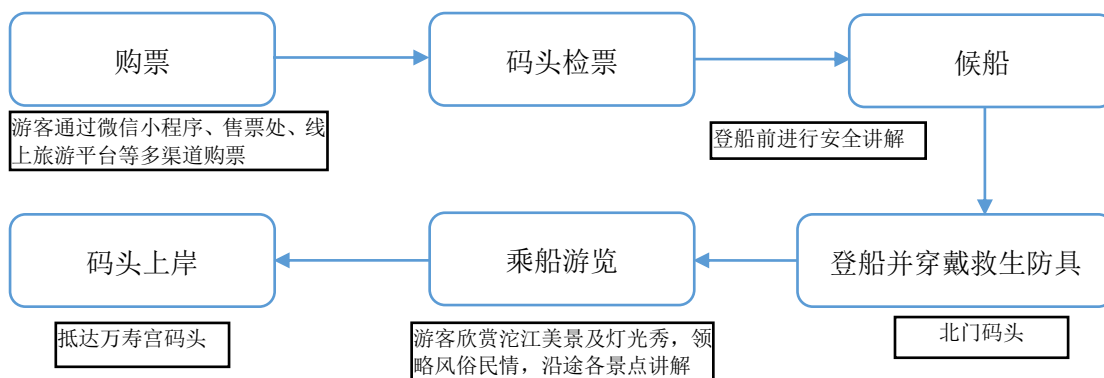 购票
码头检票
候船
游客通过微信小程序、售票处、线
上旅游平台等多渠道购票
登船前进行安全讲解
码头上岸
乘船游览
登船并穿戴救生防具
抵达万寿宫码头
游客欣赏沱江美景及灯光秀，领
略风俗民情，沿途各景点讲解
北门码头